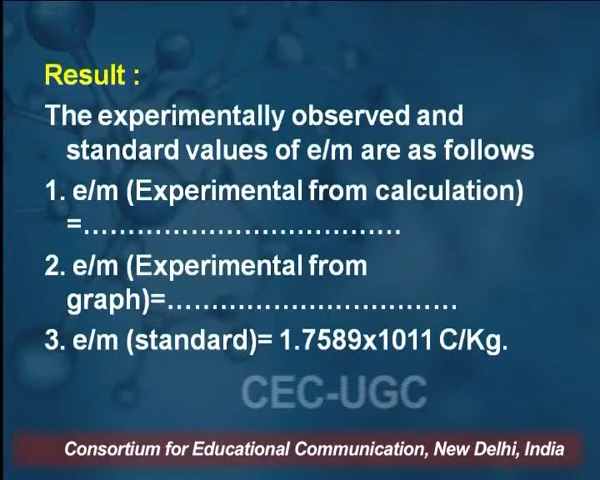 Result :
The experimentally observed and
standard values of e/m are as follows
1. e/m (Experimental from calculation)
=.....................................
2. e/m (Experimental from
graph)=..................................
3. e/m (standard)= 1.7589x1011 C/Kg.
CEC-UGC
Consortium for Educational Communication, New Delhi, India